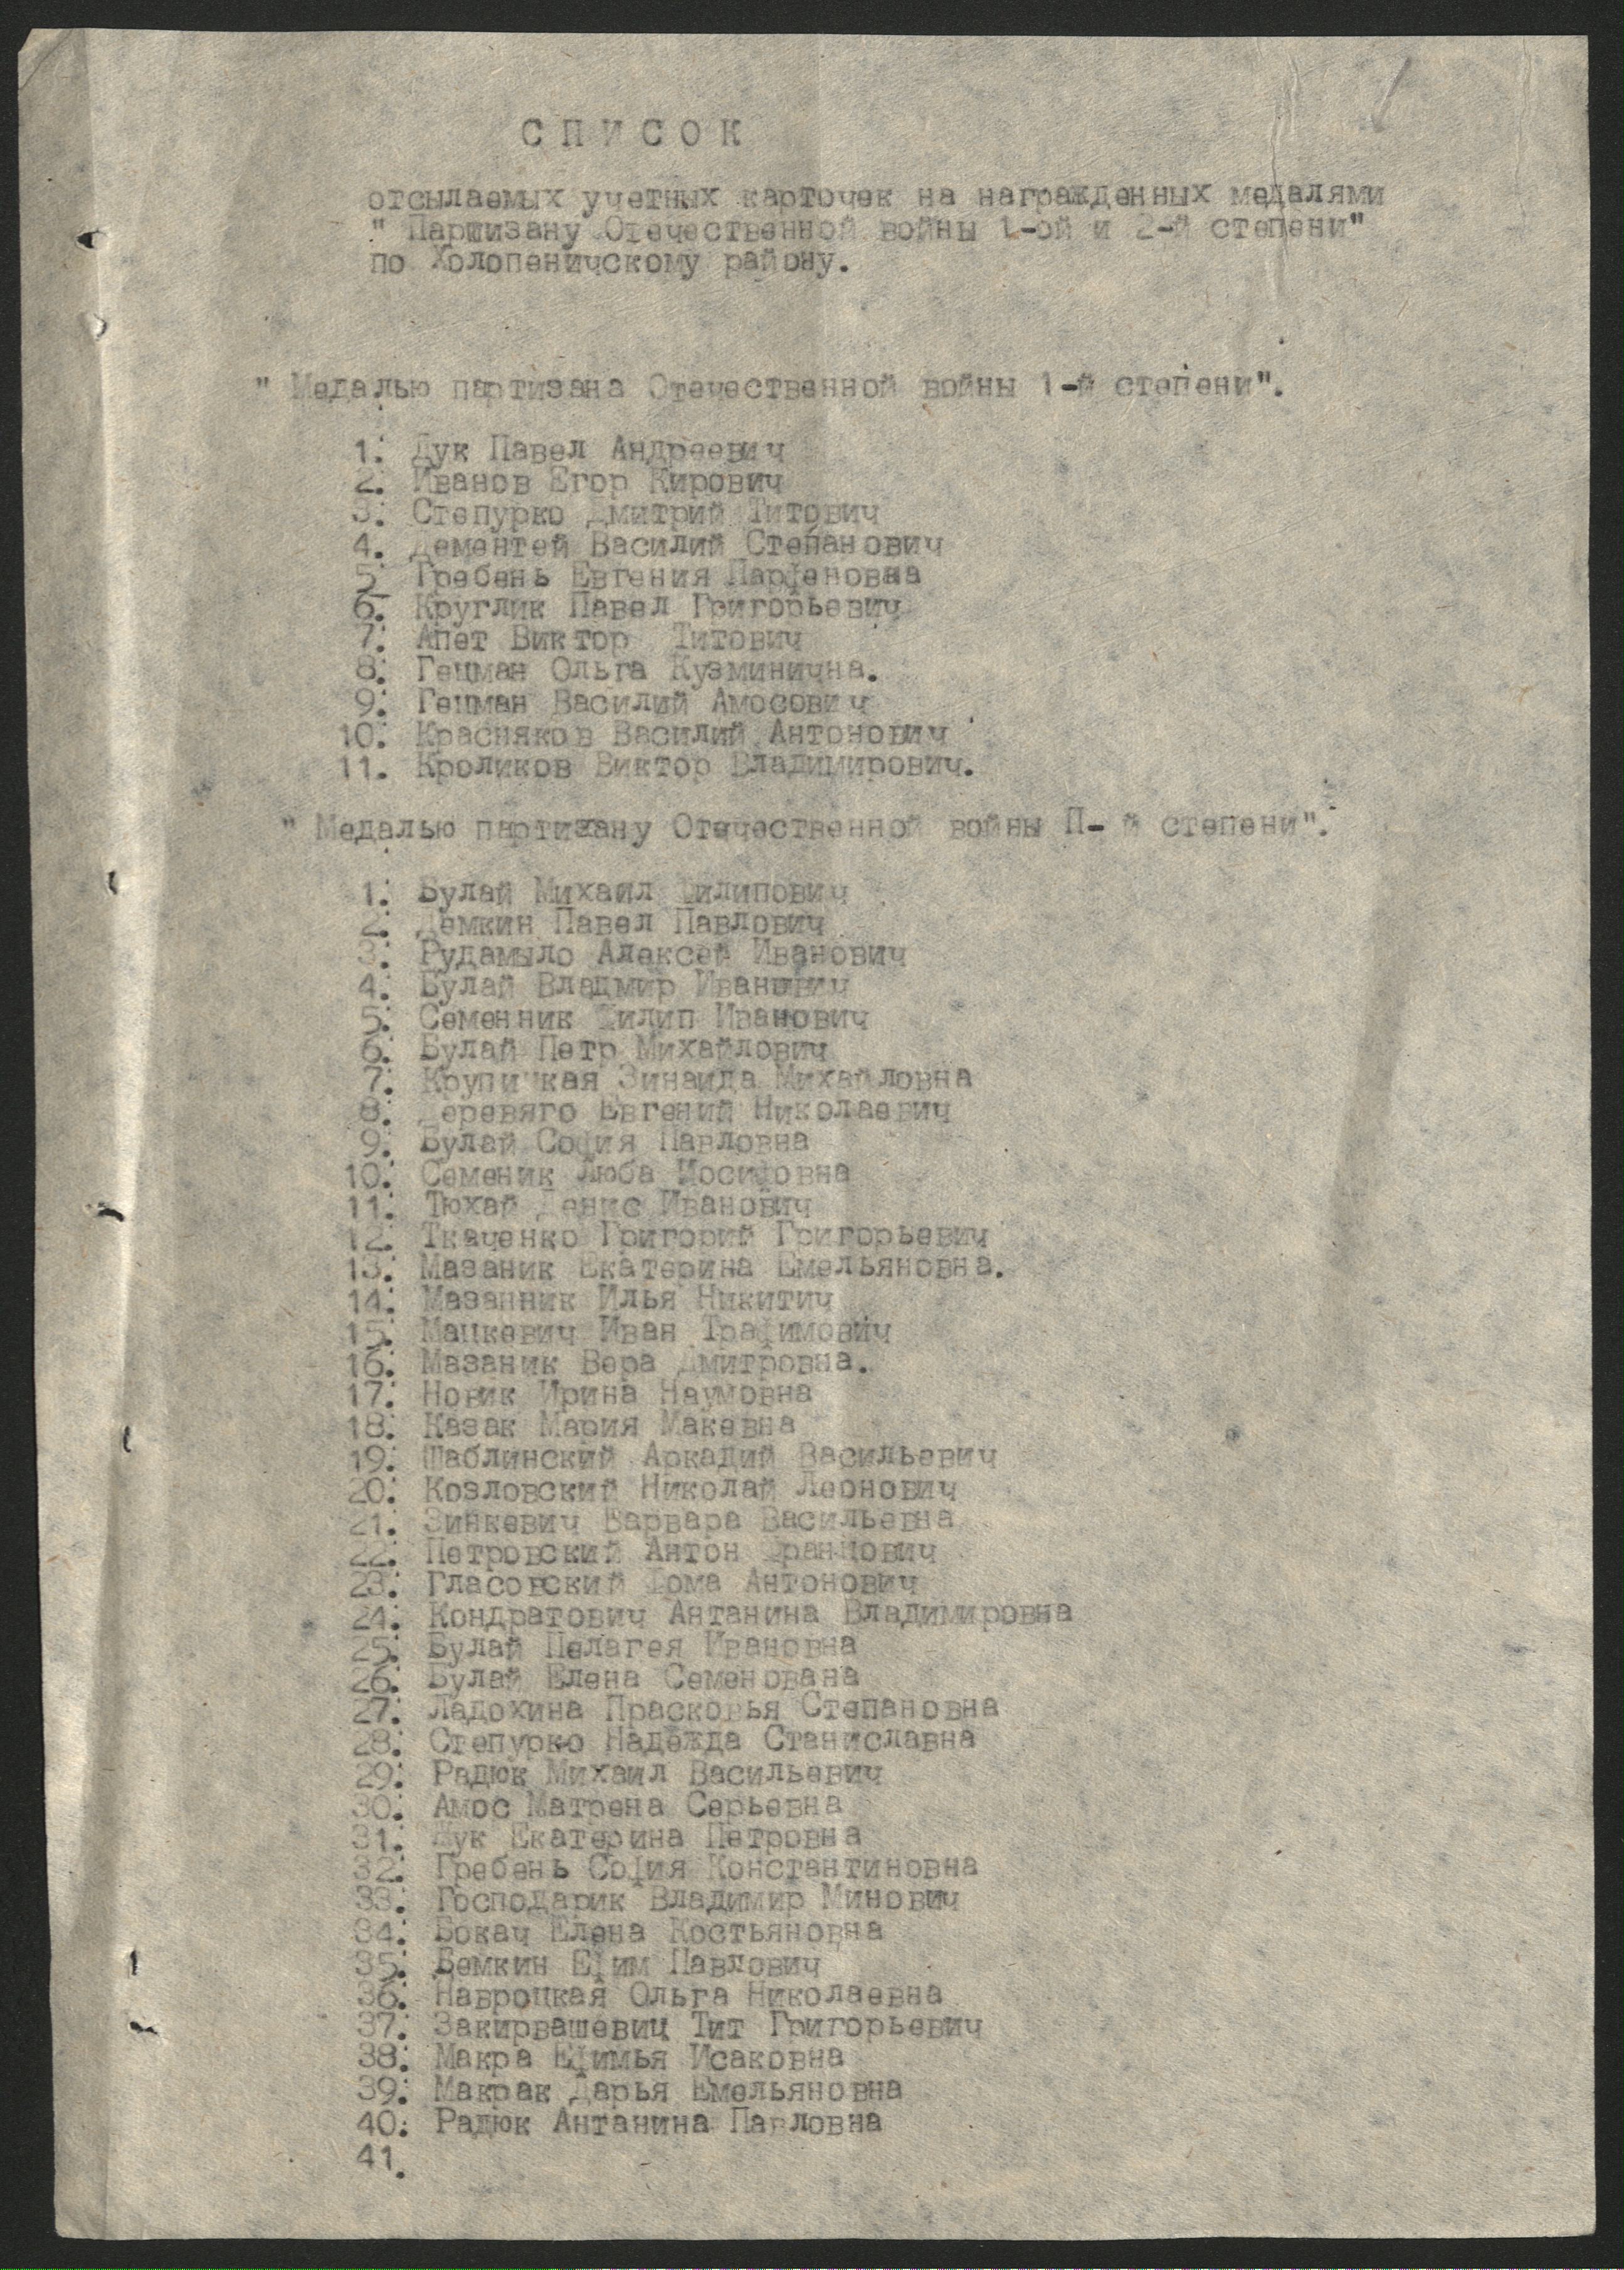 СПИСОК
отсылаемых учетных карточек на награжденных медалями
" Партизану Отечественной войны 1-ой и 2-й степени"
по Холопеничскому району.
" Медалью партизана Отечественной войны 1-й степени".
1. Дук Павел Андреевич
2. Иванов Егор Кирович
3. Степурко Дмитрий Титович
4. Дементей Василий Степанович
5 Гребень Евгения Парфеновна
6. Круглик Павел Григорьевич
7. Апет Виктор Титович
8. Гецман Ольга Кузминична.
9. Гецман Василий Амосович
10. Красняков Василий Антонович
11. Кроликов Виктор Владимирович.
" Медалью партизану Отечественной войны П- й степени".
1. Булай Михаил Филипович
2. Демкин Павел Павлович
3. Рудамыло Алексей Иванович
4. Булай Владмир Иванович
5. Семенник Филип Иванович
6. Булай Петр Михайлович
7. Крупицкая Зинаида Михайловна
8. Деревяго Евгений Николаевич
9. Булай София Павловна
10. Семеник Люба Иосифовна
11. Тюхай Денис Иванович
12. Ткаченко Григорий Григорьевич
13. Мазаник Екатерина Емельяновна.
14. Мазанник Илья Никитич
15. Мацкевич Иван Трафимович
16. Мазаник Вера Дмитровна.
17. Новик Ирина Наумовна
18. Казак Мария Макевна
19. Шаблинский Аркадий Васильевич
20. Козловский Николай Леонович
21. Зинкевич Варвара Васильевна
22. Петровский Антон Францович
23. Гласовский Фома Антонович
24. Кондратович Антанина Владимировна
25. Булай Пелагея Ивановна
26. Булай Елена Семенована
27. Ладохина Прасковья Степановна
28. Степурко Надежда Станиславна
29. Радюк Михаил Васильевич
30. Амос Матрена Серьевна
31. Жук Екатерина Петровна
32. Гребень София Константиновна
33. Господарик Владимир Минович
34. Бокач Елена Костьяновна
35. Демкин Ефим Павлович
36. Навроцкая Ольга Николаевна
37. Закирвашевиц Тит Григорьевич
38. Макра Ефимья Исаковна
39. Макрак Дарья Емельяновна
40. Радюк Антанина Павловна
41.